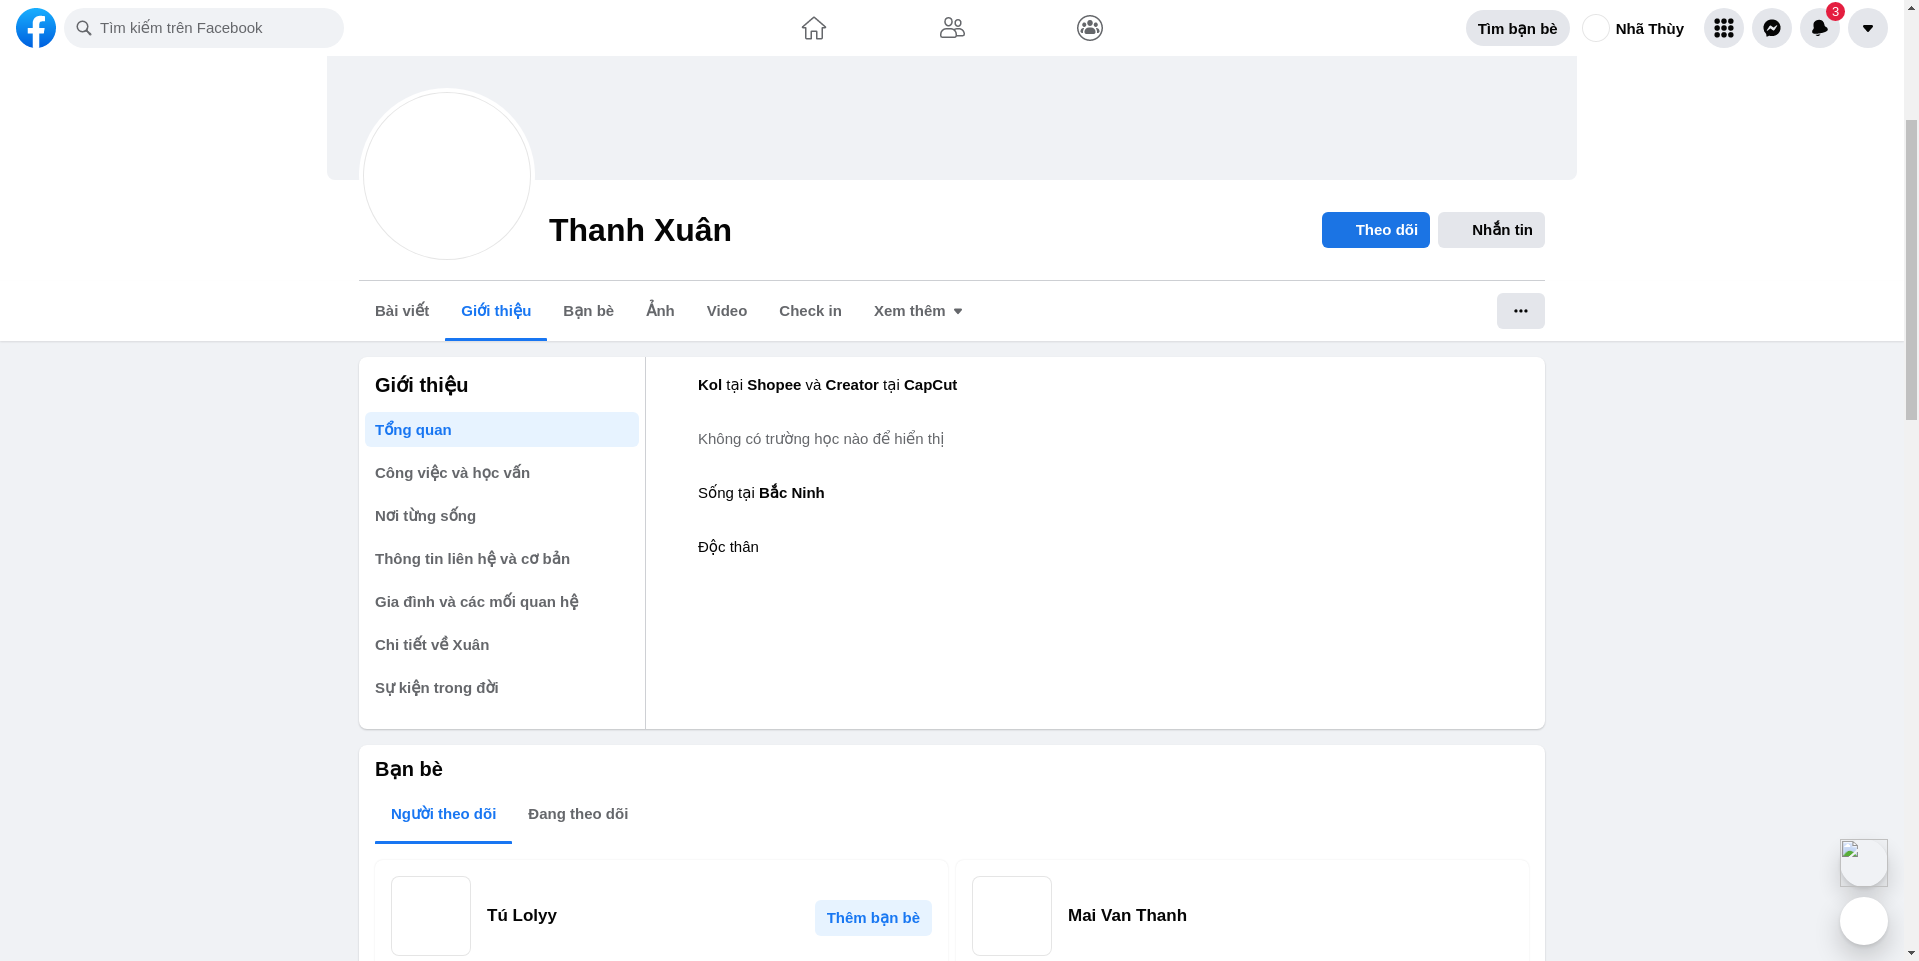 Tìm kiếm trên Facebook
Tìm bạn bè
Nhã Thùy
3
Thanh Xuân
Theo dõi
Nhắn tin
Bài viết
Giới thiệu
Bạn bè
Ảnh
Video
Check in
Xem thêm
Giới thiệu
Tổng quan
Công việc và học vấn
Nơi từng sống
Thông tin liên hệ và cơ bản
Gia đình và các mối quan hệ
Chi tiết về Xuân
Sự kiện trong đời
Kol tại Shopee và Creator tại CapCut
Không có trường học nào để hiển thị
Sống tại Bắc Ninh
Độc thân
Bạn bè
Người theo dõi
Đang theo dõi
Tú Lolyy
Thêm bạn bè
Mai Van Thanh